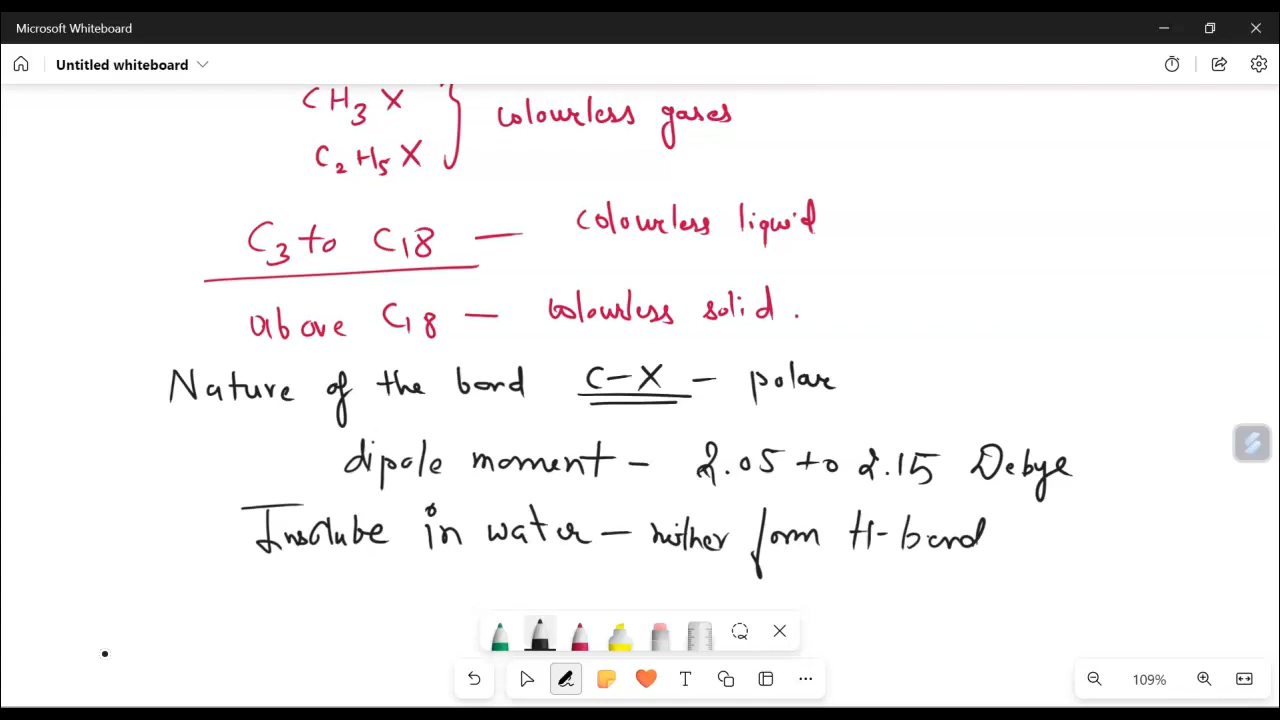 Microsoft Whiteboard
Untitled whiteboard
CH₃X
C₂H₅X } colourless gases
C₃ to C₁₈ — colourless liquid
above C₁₈ — colourless solid.
Nature of the bond C–X – polar
dipole moment – 2.05 to 2.15 Debye
Insolube in water – neither form H-bond
109%